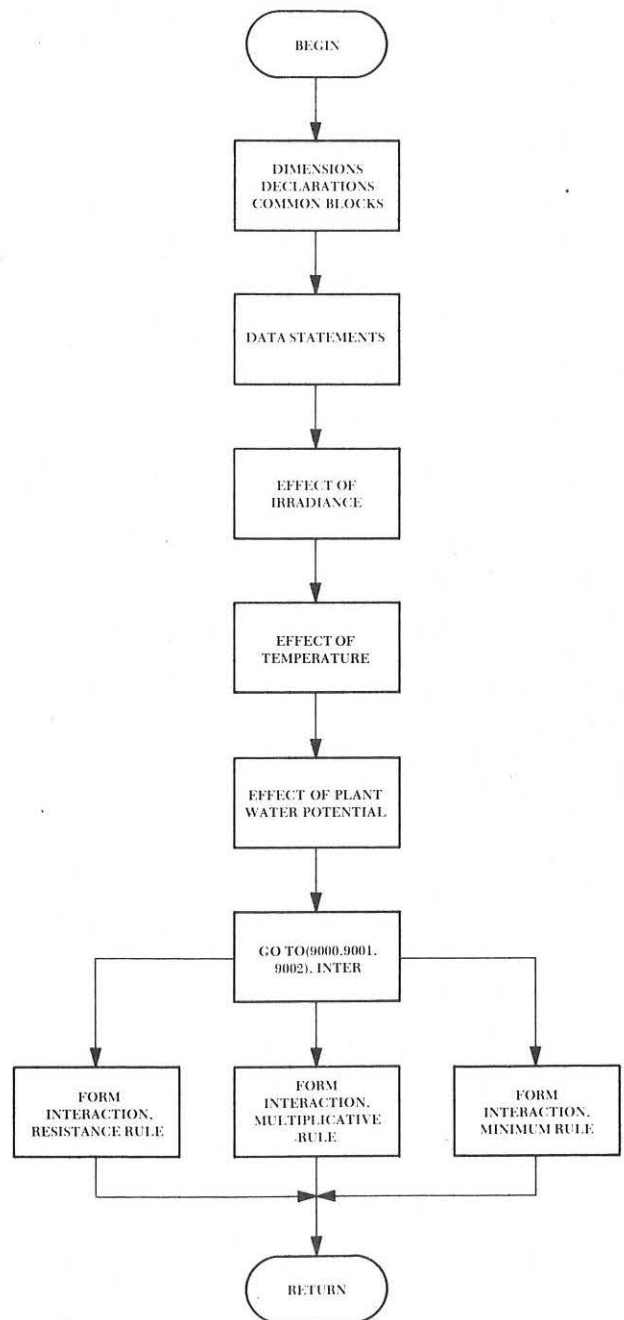 BEGIN
DIMENSIONS
DECLARATIONS
COMMON BLOCKS
DATA STATEMENTS
EFFECT OF
IRRADIANCE
EFFECT OF
TEMPERATURE
EFFECT OF PLANT
WATER POTENTIAL
GO TO(9000,9001,
9002), INTER
FORM
INTERACTION,
RESISTANCE RULE
FORM
INTERACTION,
MULTIPLICATIVE
RULE
FORM
INTERACTION,
MINIMUM RULE
RETURN